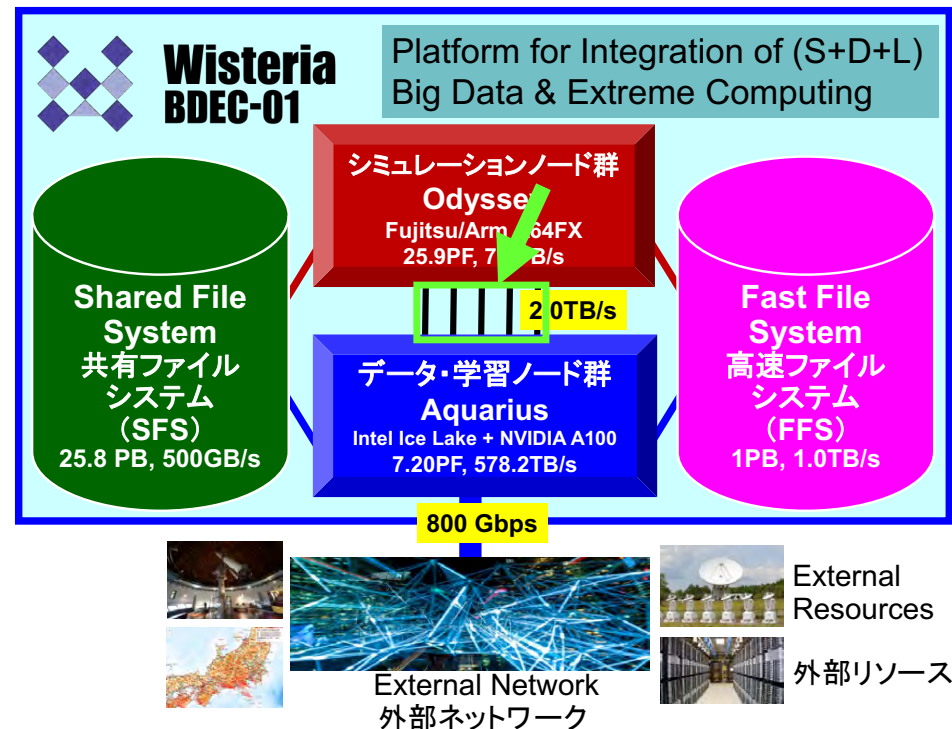 Wisteria
BDEC-01
Platform for Integration of (S+D+L)
Big Data & Extreme Computing
シミュレーションノード群
Fujitsu/Arm
25.9PF,
2.0TB/s
Shared File
System
共有ファイル
システム
(SFS)
25.8 PB, 500GB/s
データ・学習ノード群
Aquarius
Intel Ice Lake + NVIDIA A100
7.20PF, 578.2TB/s
Fast File
System
高速ファイル
システム
(FFS)
1PB, 1.0TB/s
800 Gbps
External
Resources
外部リソース
External Network
外部ネットワーク